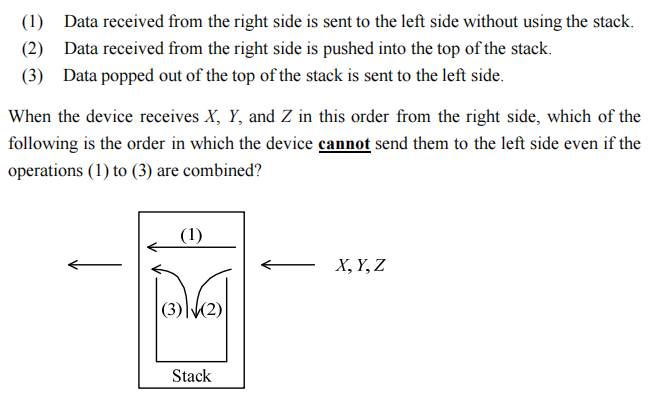 (1) Data received from the right side is sent to the left side without using the stack.
(2) Data received from the right side is pushed into the top of the stack.
(3) Data popped out of the top of the stack is sent to the left side.
When the device receives X, Y, and Z in this order from the right side, which of the
following is the order in which the device cannot send them to the left side even if the
operations (1) to (3) are combined?
(1)
X, Y, Z
(3) (2)
Stack